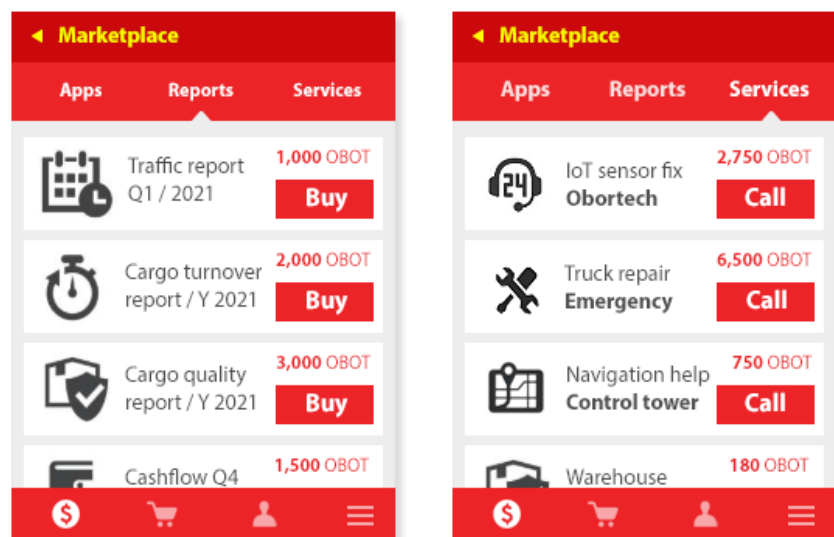 Marketplace
Apps Reports Services
Traffic report
Q1 / 2021
1,000 OBOT
Buy
Cargo turnover
report / Y 2021
2,000 OBOT
Buy
Cargo quality
report / Y 2021
3,000 OBOT
Buy
Cashflow Q4
1,500 OBOT
$
Marketplace
Apps Reports Services
24
IoT sensor fix
Obortech
2,750 OBOT
Call
Truck repair
Emergency
6,500 OBOT
Call
Navigation help
Control tower
750 OBOT
Call
Warehouse
180 OBOT
$